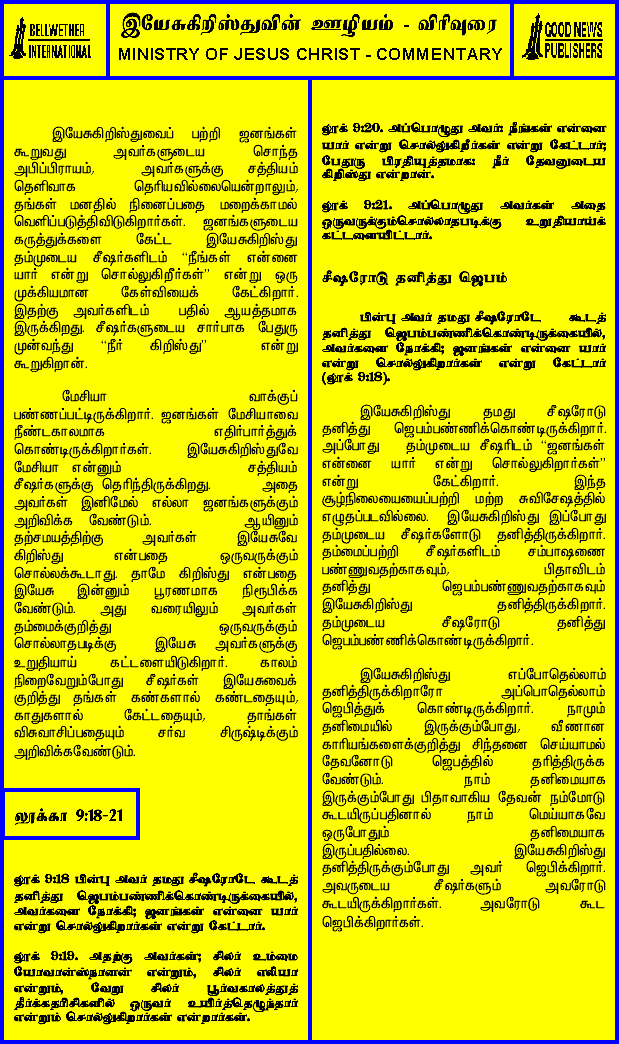 BELLWETHER
INTERNATIONAL
இயேசுகிறிஸ்துவின் ஊழியம் - விரிவுரை
MINISTRY OF JESUS CHRIST - COMMENTARY
GOOD NEWS
PUBLISHERS
இயேசுகிறிஸ்துவைப் பற்றி ஜனங்கள்
கூறுவது அவர்களுடைய சொந்த
அபிப்பிராயம், அவர்களுக்கு சத்தியம்
தெளிவாக தெரியவில்லையென்றாலும்,
தங்கள் மனதில் நினைப்பதை மறைக்காமல்
வெளிப்படுத்திவிடுகிறார்கள். ஜனங்களுடைய
கருத்துக்களை கேட்ட இயேசுகிறிஸ்து
தம்முடைய சீஷர்களிடம் “நீங்கள் என்னை
யார் என்று சொல்லுகிறீர்கள்” என்று ஒரு
முக்கியமான கேள்வியைக் கேட்கிறார்.
இதற்கு அவர்களிடம் பதில் ஆயத்தமாக
இருக்கிறது. சீஷர்களுடைய சார்பாக பேதுரு
முன்வந்து “நீர் கிறிஸ்து” என்று
கூறுகிறான்.
மேசியா வாக்குப்
பண்ணப்பட்டிருக்கிறார். ஜனங்கள் மேசியாவை
நீண்டகாலமாக எதிர்பார்த்துக்
கொண்டிருக்கிறார்கள். இயேசுகிறிஸ்துவே
மேசியா என்னும் சத்தியம்
சீஷர்களுக்கு தெரிந்திருக்கிறது. அதை
அவர்கள் இனிமேல் எல்லா ஜனங்களுக்கும்
அறிவிக்க வேண்டும். ஆயினும்
தற்சமயத்திற்கு அவர்கள் இயேசுவே
கிறிஸ்து என்பதை ஒருவருக்கும்
சொல்லக்கூடாது. தாமே கிறிஸ்து என்பதை
இயேசு இன்னும் பூரணமாக நிரூபிக்க
வேண்டும். அது வரையிலும் அவர்கள்
தம்மைக்குறித்து ஒருவருக்கும்
சொல்லாதபடிக்கு இயேசு அவர்களுக்கு
உறுதியாய் கட்டளையிடுகிறார். காலம்
நிறைவேறும்போது சீஷர்கள் இயேசுவைக்
குறித்து தங்கள் கண்களால் கண்டதையும்,
காதுகளால் கேட்டதையும், தாங்கள்
விசுவாசிப்பதையும் சர்வ சிருஷ்டிக்கும்
அறிவிக்கவேண்டும்.
லூக்கா 9:18-21
லூக் 9:18 பின்பு அவர் தமது சீஷரோடே, கூடத்
தனித்து ஜெபம்பண்ணிக்கொண்டிருக்கையில்,
அவர்களை நோக்கி; ஜனங்கள் என்னை யார்
என்று சொல்லுகிறார்கள் என்று கேட்டார்.
லூக் 9:19. அதற்கு அவர்கள்; சிலர் உம்மை
யோவான்ஸ்நானன் என்றும், சிலர் எலியா
என்றும், வேறு சிலர் பூர்வகாலத்துத்
தீர்க்கதரிசிகளில் ஒருவர் உயிர்த்தெழுந்தார்
என்றும் சொல்லுகிறார்கள் என்றார்கள்.
லூக் 9:20. அப்பொழுது அவர்: நீங்கள் என்னை
யார் என்று சொல்லுகிறீர்கள் என்று கேட்டார்;
பேதுரு பிரதியுத்தரமாக: நீர் தேவனுடைய
கிறிஸ்து என்றான்.
லூக் 9:21. அப்பொழுது அவர்கள் அதை
ஒருவருக்கும்சொல்லாதபடிக்கு உறுதியாய்க்
கட்டளையிட்டார்.
சீஷரோடு தனித்து ஜெபம்
பின்பு அவர் தமது சீஷரோடே கூடத்
தனித்து ஜெபம்பண்ணிக்கொண்டிருக்கையில்,
அவர்களை நோக்கி; ஜனங்கள் என்னை யார்
என்று சொல்லுகிறார்கள் என்று கேட்டார்
(லூக் 9:18).
இயேசுகிறிஸ்து தமது சீஷரோடு
தனித்து ஜெபம்பண்ணிக்கொண்டிருக்கிறார்.
அப்போது தம்முடைய சீஷரிடம் “ஜனங்கள்
என்னை யார் என்று சொல்லுகிறார்கள்”
என்று கேட்கிறார். இந்த
சூழ்நிலையையைப்பற்றி மற்ற சுவிசேஷத்தில்
எழுதப்படவில்லை. இயேசுகிறிஸ்து இப்போது
தம்முடைய சீஷர்களோடு தனித்திருக்கிறார்.
தம்மைப்பற்றி சீஷர்களிடம் சம்பாஷணை
பண்ணுவதற்காகவும், பிதாவிடம்
தனித்து ஜெபம்பண்ணுவதற்காகவும்
இயேசுகிறிஸ்து தனித்திருக்கிறார்.
தம்முடைய சீஷரோடு தனித்து
ஜெபம்பண்ணிக்கொண்டிருக்கிறார்.
இயேசுகிறிஸ்து எப்போதெல்லாம்
தனித்திருக்கிறாரோ அப்பொதெல்லாம்
ஜெபித்துக் கொண்டிருக்கிறார். நாமும்
தனிமையில் இருக்கும்போது, வீணான
காரியங்களைக்குறித்து சிந்தனை செய்யாமல்
தேவனோடு ஜெபத்தில் தரித்திருக்க
வேண்டும். நாம் தனிமையாக
இருக்கும்போது பிதாவாகிய தேவன் நம்மோடு
கூடயிருப்பதினால் நாம் மெய்யாகவே
ஒருபோதும் தனிமையாக
இருப்பதில்லை. இயேசுகிறிஸ்து
தனித்திருக்கும்போது அவர் ஜெபிக்கிறார்.
அவருடைய சீஷர்களும் அவரோடு
கூடயிருக்கிறார்கள். அவரோடு கூட
ஜெபிக்கிறார்கள்.